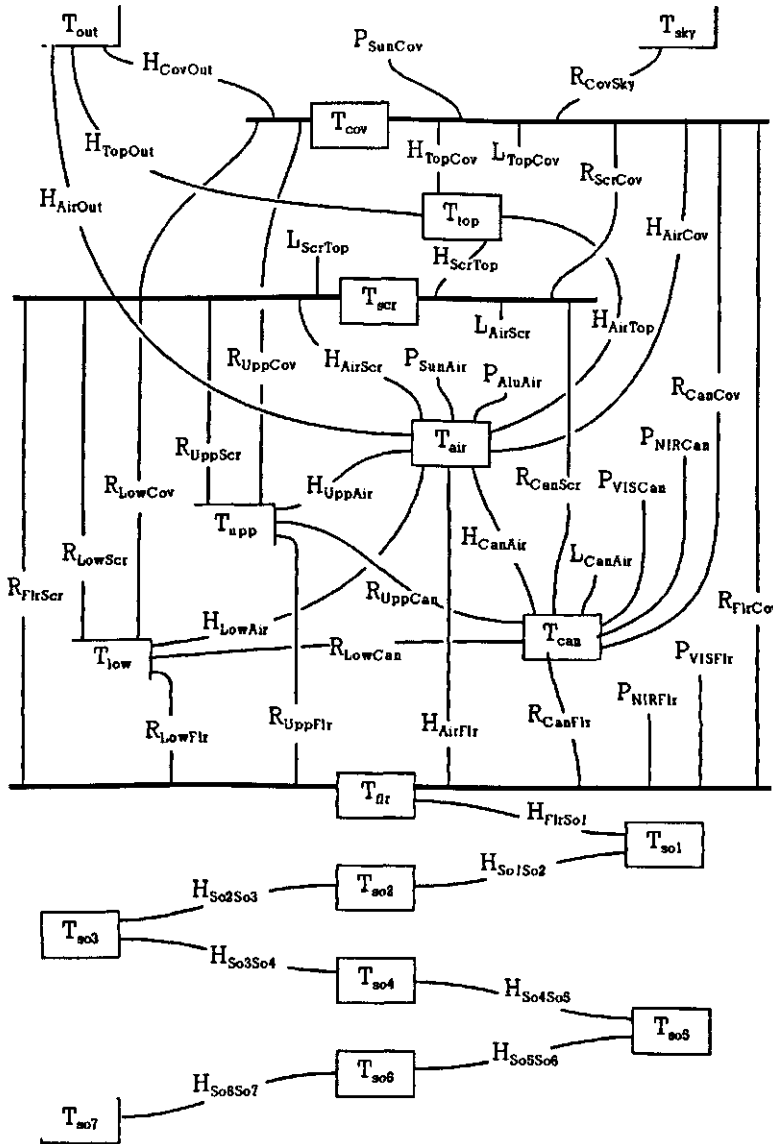 T_out
T_sky
P_SunCov
H_CovOut
R_CovSky
T_cov
H_TopOut
H_TopCov
L_TopCov
R_ScrCov
H_AirOut
T_top
H_AirCov
L_ScrTop
H_ScrTop
T_scr
L_AirScr
H_AirTop
R_UppCov
H_AirScr
P_SunAir
P_AluAir
R_CanCov
R_UppScr
T_air
P_NIRCan
R_LowCov
H_UppAir
R_CanScr
P_VISCan
T_upp
H_CanAir
L_CanAir
R_LowScr
R_FlrScr
R_UppCan
R_FlrCov
H_LowAir
T_can
T_low
R_LowCan
P_VISFlr
R_LowFlr
R_UppFlr
H_AirFlr
R_CanFlr
P_NIRFlr
T_flr
H_FlrSo1
T_so1
H_So1So2
H_So2So3
T_so2
T_so3
H_So3So4
T_so4
H_So4So5
T_so5
H_So5So6
T_so6
H_So6So7
T_so7